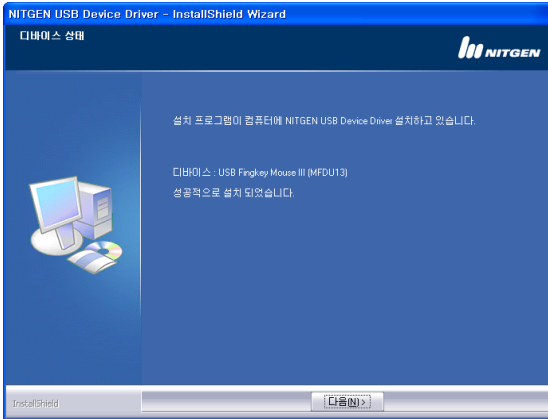 NITGEN USB Device Driver - InstallShield Wizard
디바이스 상태
NITGEN
설치 프로그램이 컴퓨터에 NITGEN USB Device Driver 설치하고 있습니다.
디바이스 : USB Fingkey Mouse III (MFDU13)
성공적으로 설치 되었습니다.
InstallShield
다음(N) >